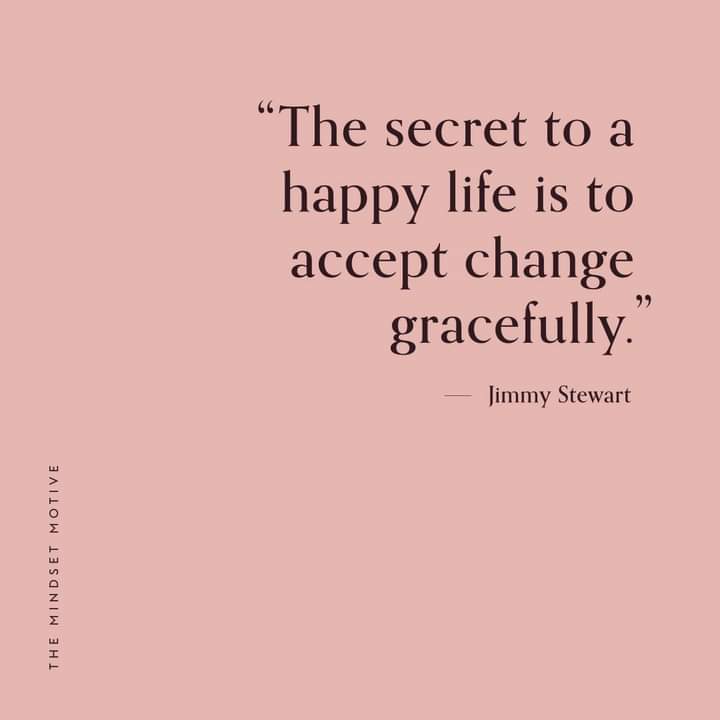 “The secret to a
happy life is to
accept change
gracefully.”
— Jimmy Stewart
THE MINDSET MOTIVE